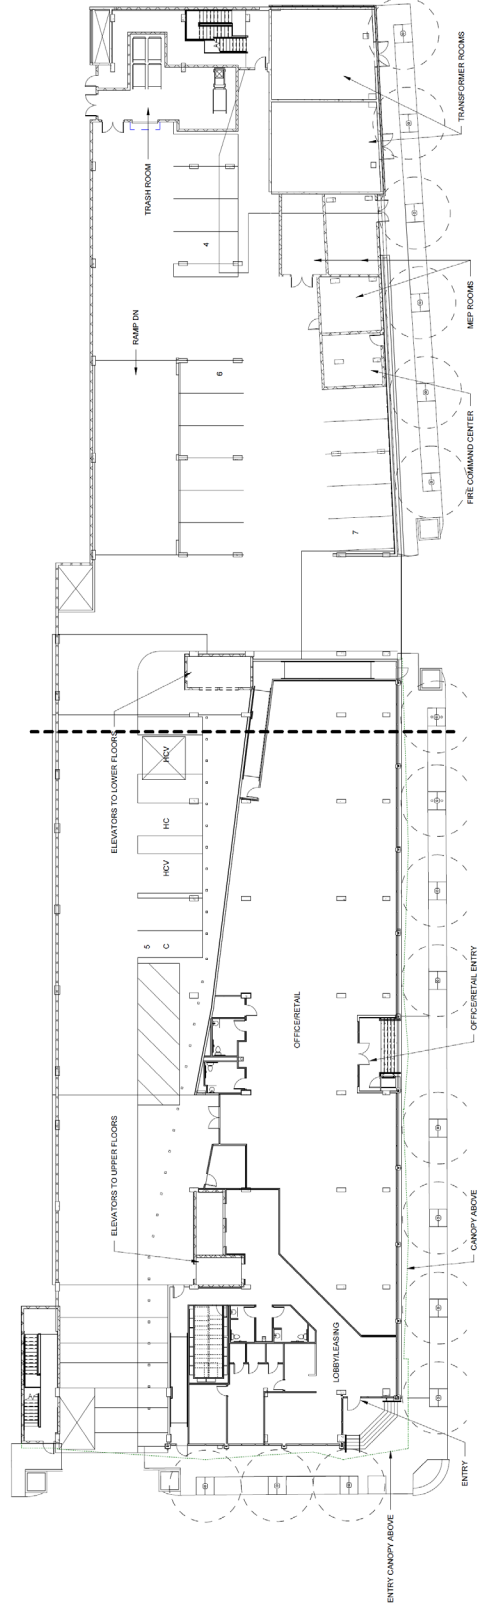 TRANSFORMER ROOMS
TRASH ROOM
4
MEP ROOMS
RAMP DN
6
FIRE COMMAND CENTER
7
ELEVATORS TO LOWER FLOORS
HCV
HC
HCV
5
C
OFFICE/RETAIL
OFFICE/RETAIL ENTRY
ELEVATORS TO UPPER FLOORS
CANOPY ABOVE
LOBBY/LEASING
ENTRY
ENTRY CANOPY ABOVE